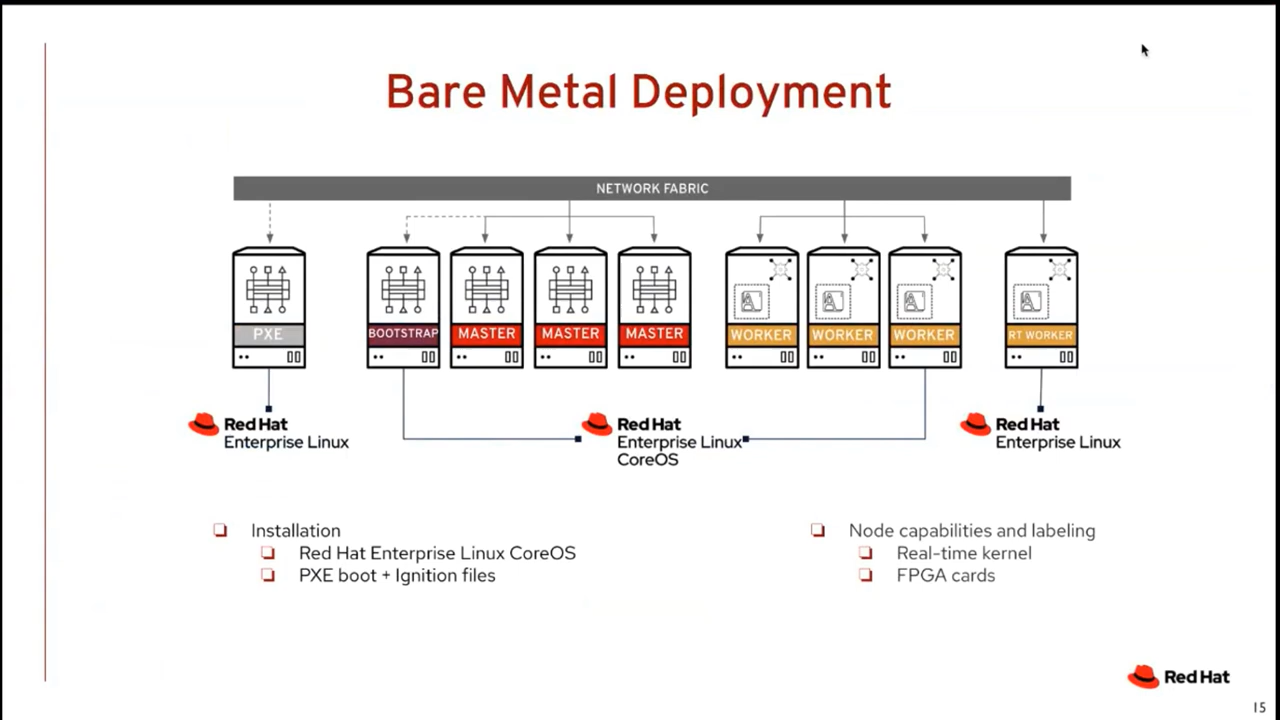 Bare Metal Deployment
NETWORK FABRIC
PXE
BOOTSTRAP
MASTER
MASTER
MASTER
WORKER
WORKER
WORKER
RT WORKER
Red Hat
Enterprise Linux
Red Hat
Enterprise Linux
CoreOS
Red Hat
Enterprise Linux
Installation
Red Hat Enterprise Linux CoreOS
PXE boot + Ignition files
Node capabilities and labeling
Real-time kernel
FPGA cards
Red Hat
15